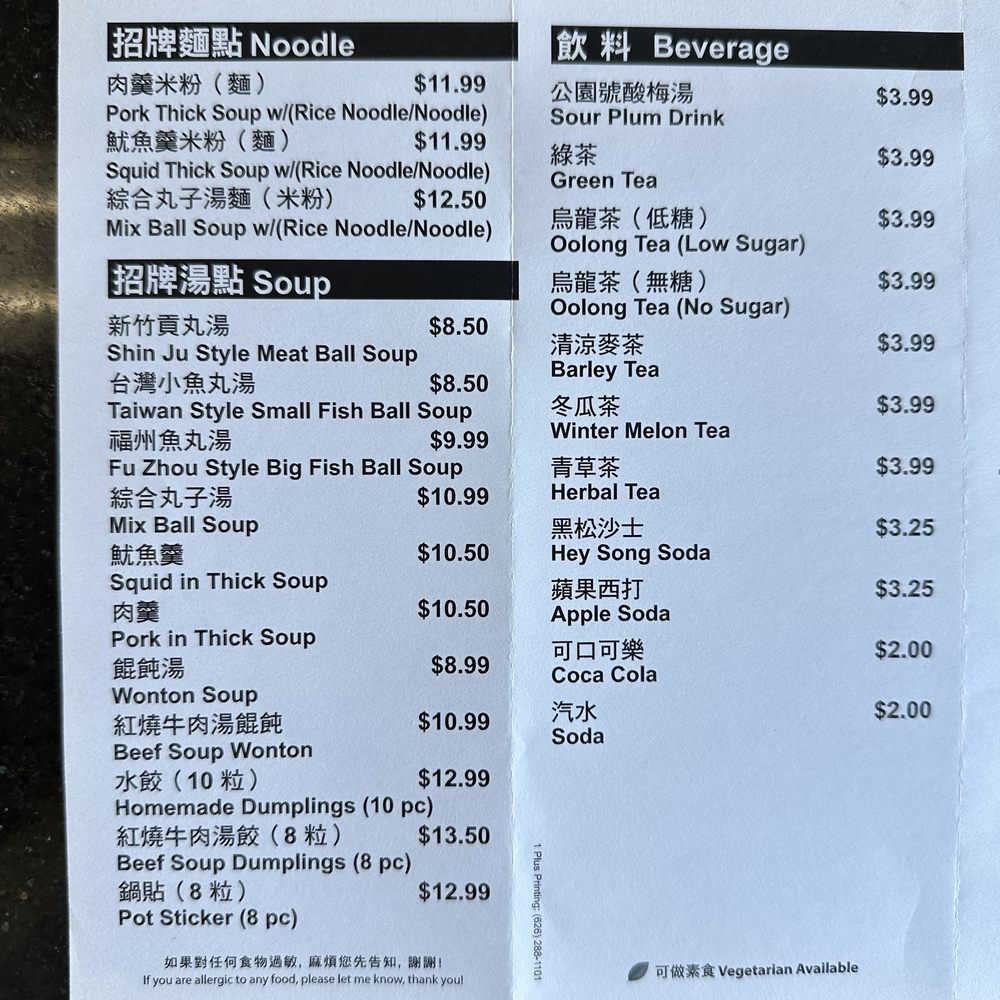 招牌麵點 Noodle
肉羹米粉（麵） $11.99
Pork Thick Soup w/(Rice Noodle/Noodle)
魷魚羹米粉（麵） $11.99
Squid Thick Soup w/(Rice Noodle/Noodle)
綜合丸子湯麵（米粉） $12.50
Mix Ball Soup w/(Rice Noodle/Noodle)
招牌湯點 Soup
新竹貢丸湯 $8.50
Shin Ju Style Meat Ball Soup
台灣小魚丸湯 $8.50
Taiwan Style Small Fish Ball Soup
福州魚丸湯 $9.99
Fu Zhou Style Big Fish Ball Soup
綜合丸子湯 $10.99
Mix Ball Soup
魷魚羹 $10.50
Squid in Thick Soup
肉羹 $10.50
Pork in Thick Soup
餛飩湯 $8.99
Wonton Soup
紅燒牛肉湯餛飩 $10.99
Beef Soup Wonton
水餃（10 粒） $12.99
Homemade Dumplings (10 pc)
紅燒牛肉湯餃（8 粒） $13.50
Beef Soup Dumplings (8 pc)
鍋貼（8 粒） $12.99
Pot Sticker (8 pc)
如果對任何食物過敏, 麻煩您先告知, 謝謝!
If you are allergic to any food, please let me know, thank you!
飲 料 Beverage
公園號酸梅湯 $3.99
Sour Plum Drink
綠茶 $3.99
Green Tea
烏龍茶（低糖） $3.99
Oolong Tea (Low Sugar)
烏龍茶（無糖） $3.99
Oolong Tea (No Sugar)
清涼麥茶 $3.99
Barley Tea
冬瓜茶 $3.99
Winter Melon Tea
青草茶 $3.99
Herbal Tea
黑松沙士 $3.25
Hey Song Soda
蘋果西打 $3.25
Apple Soda
可口可樂 $2.00
Coca Cola
汽水 $2.00
Soda
1 Plus Printing: (626) 288-1101
可做素食 Vegetarian Available